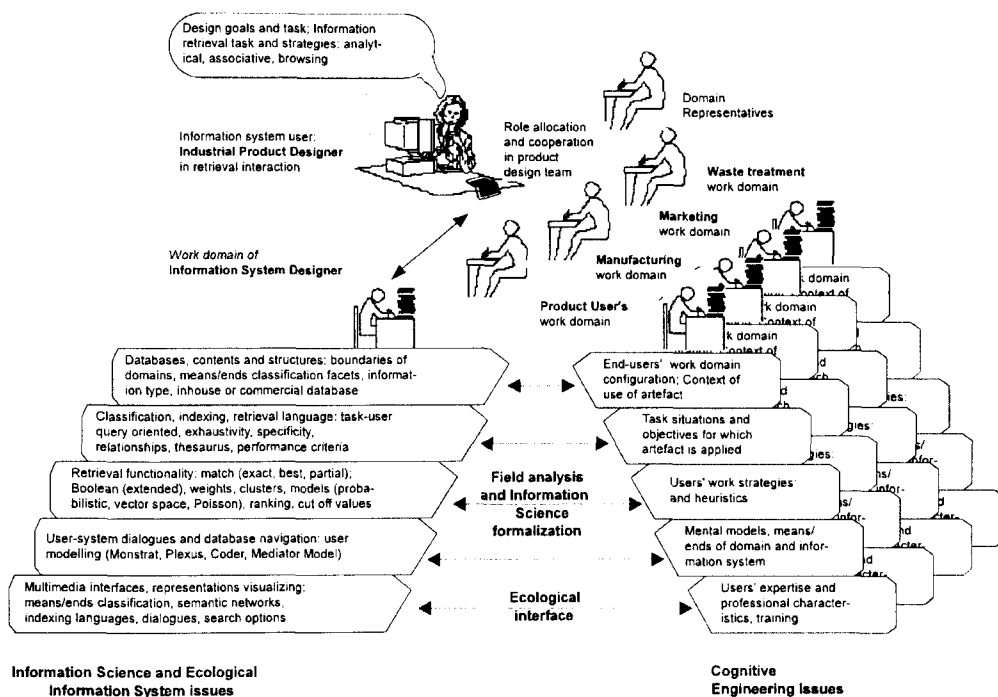 Design goals and task; Information
retrieval task and strategies: analyt-
ical, associative, browsing
Information system user:
Industrial Product Designer
in retrieval interaction
Role allocation
and cooperation
in product
design team
Domain
Representatives
Waste treatment
work domain
Marketing
work domain
Manufacturing
work domain
Product User's
work domain
Work domain of
Information System Designer
Databases, contents and structures: boundaries of
domains, means/ends classification facets, informat-
ion type, inhouse or commercial database
Classification, indexing, retrieval language: task-user
query oriented, exhaustivity, specificity,
relationships, thesaurus, performance criteria
Retrieval functionality: match (exact, best, partial);
Boolean (extended), weights, clusters, models (proba-
bilistic, vector space, Poisson), ranking, cut off values
User-system dialogues and database navigation: user
modelling (Monstrat, Plexus, Coder, Mediator Model)
Multimedia interfaces, representations visualizing:
means/ends classification, semantic networks,
indexing languages, dialogues, search options
Field analysis
and Information
Science
formalization
Ecological
interface
End-users' work domain
configuration; Context of
use of artefact
Task situations and
objectives for which
artefact is applied
Users' work strategies
and heuristics
Mental models, means/
ends of domain and infor-
mation system
Users' expertise and
professional character-
istics, training
domain
domain
domain
Context of
gies:
gies:
means/
infor-
Information Science and Ecological
Information System issues
Cognitive
Engineering Issues